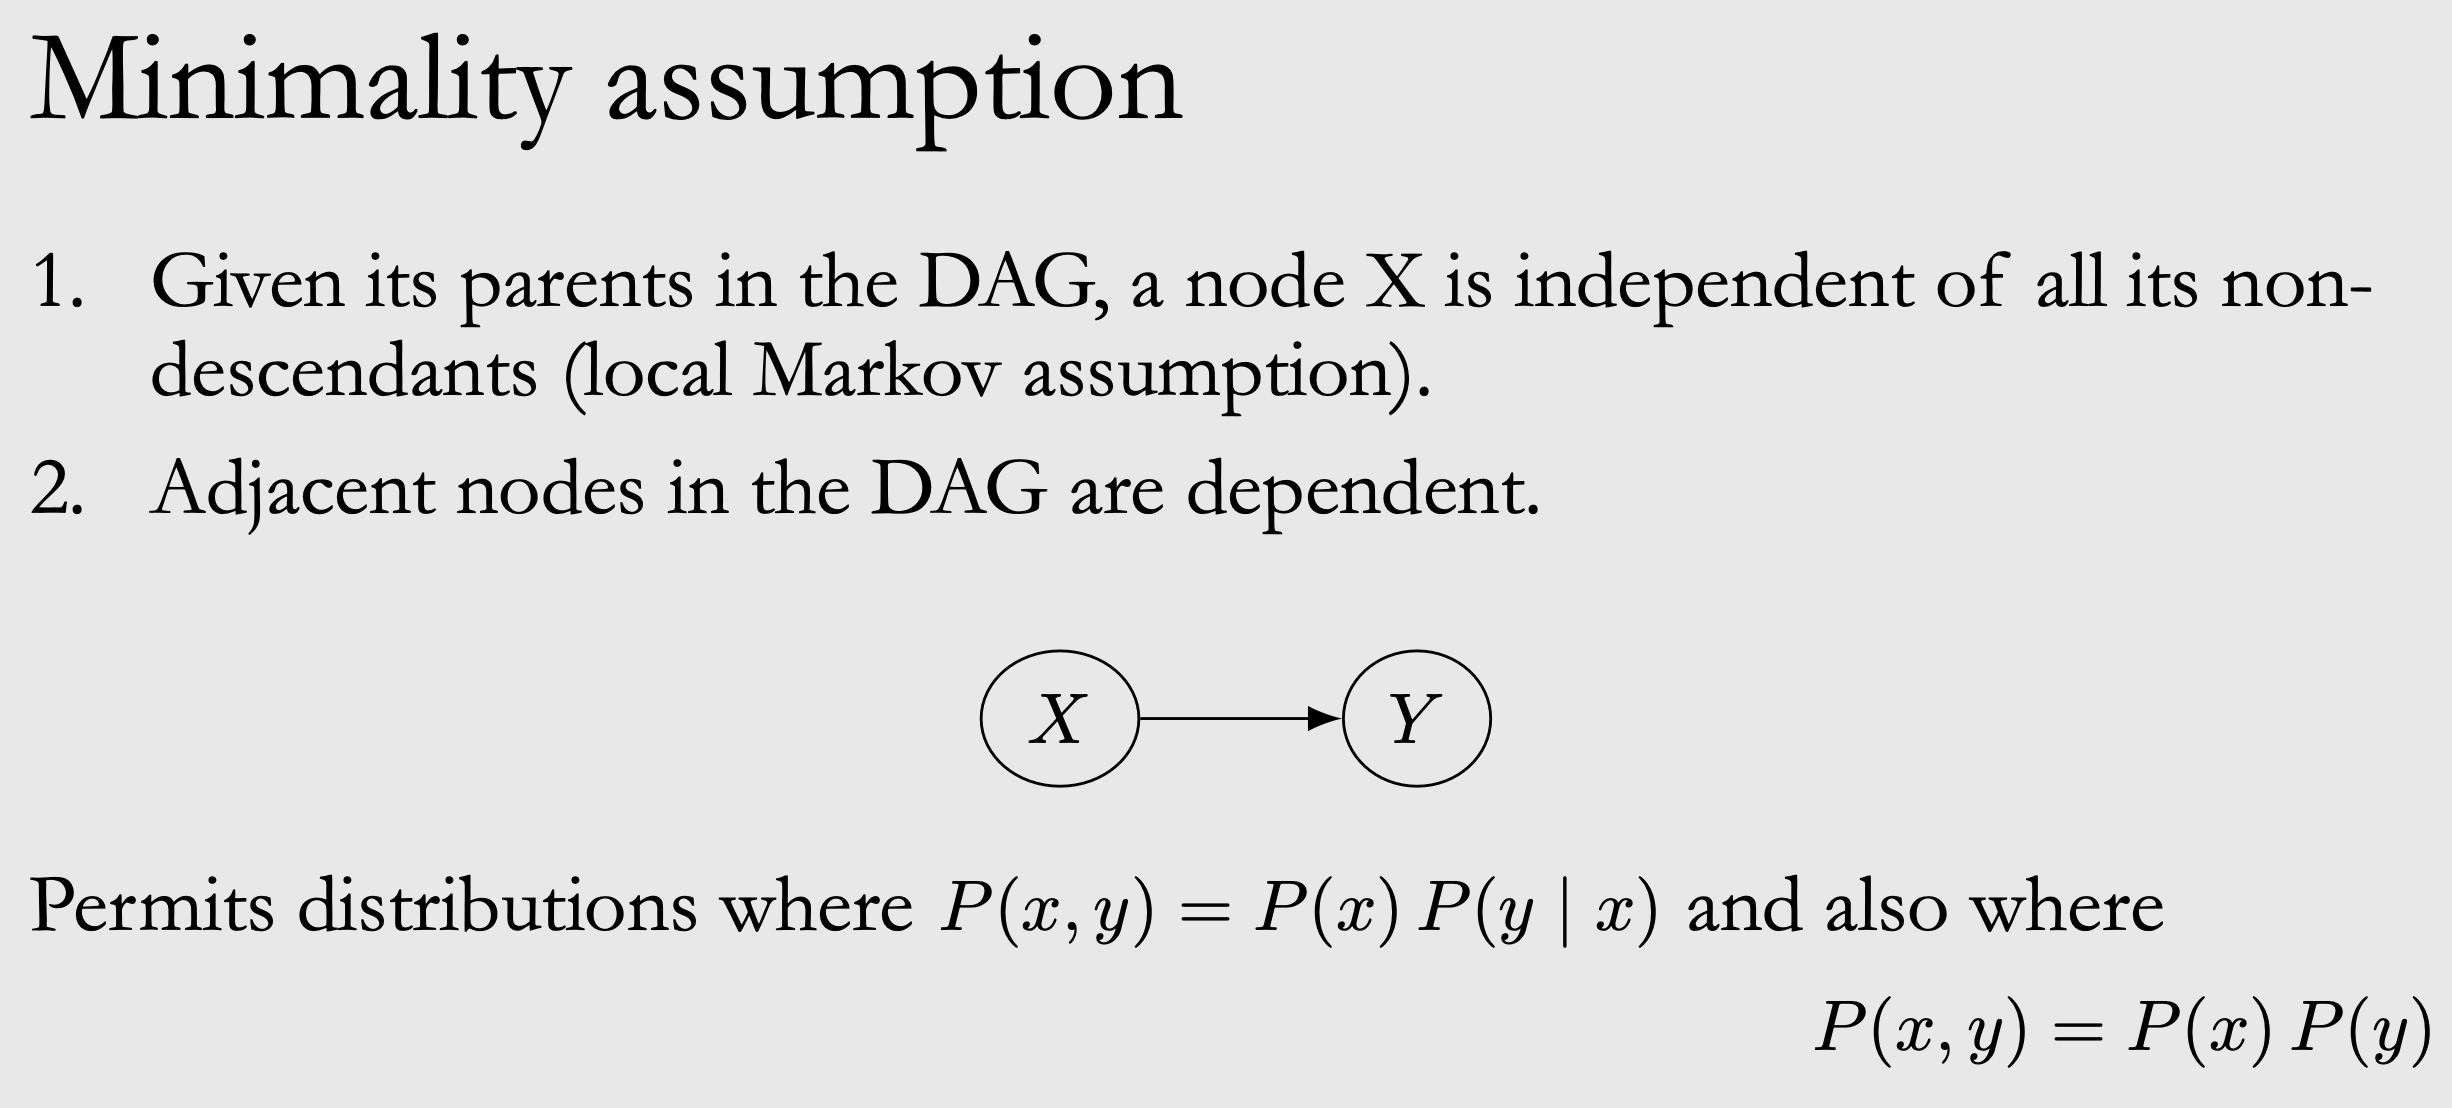 Minimality assumption
1. Given its parents in the DAG, a node X is independent of all its non-
descendants (local Markov assumption).
2. Adjacent nodes in the DAG are dependent.
X Y
Permits distributions where P(x, y) = P(x) P(y | x) and also where
P(x, y) = P(x) P(y)